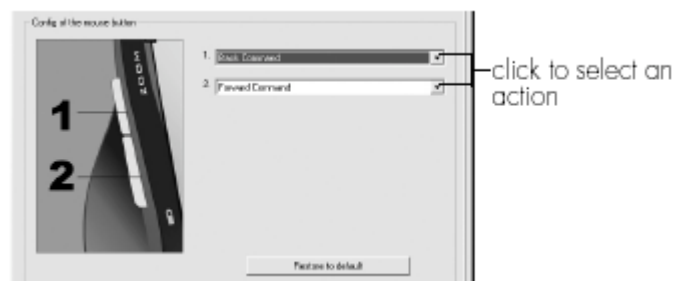 Config of the mouse button
1. Back Command
2. Forward Command
click to select an
action
ZOOM
1
2
Restore to default